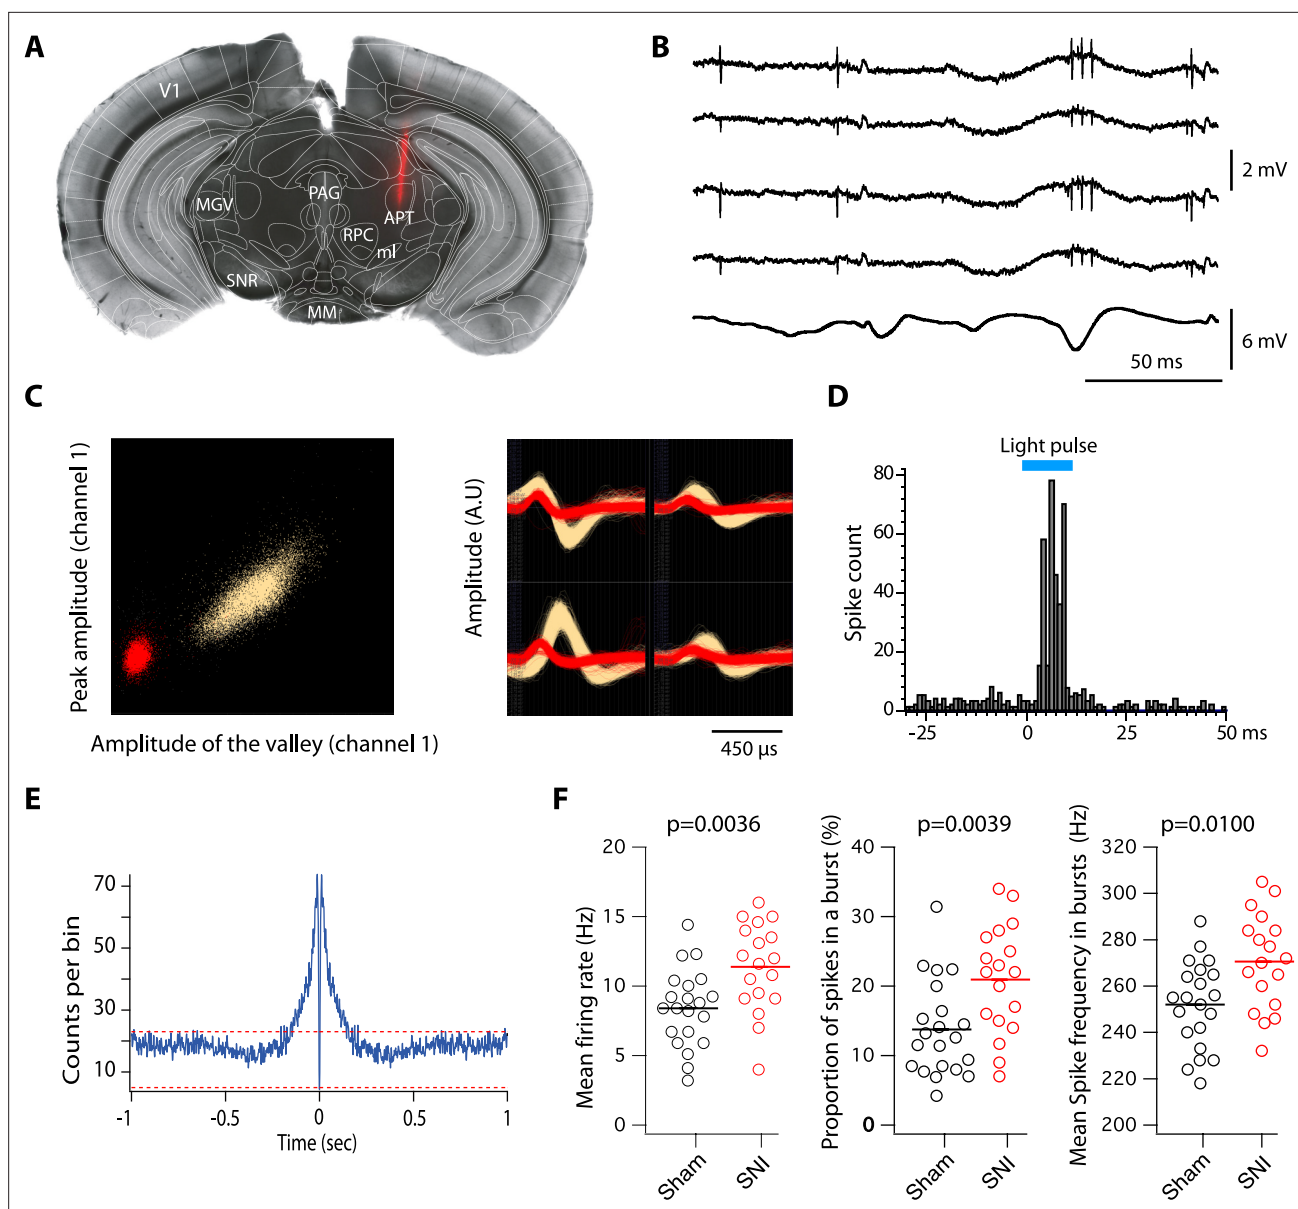 A
V1
PAG
MGV
APT
RPC
ml
SNR
MM
B
2 mV
6 mV
50 ms
C
Peak amplitude (channel 1)
Amplitude of the valley (channel 1)
Amplitude (A.U)
450 µs
D
Light pulse
Spike count
80
60
40
20
0
-25 0 25 50 ms
E
Counts per bin
70
50
30
10
-1 -0.5 0 0.5 1
Time (sec)
F
p=0.0036
Mean firing rate (Hz)
20
15
10
5
0
Sham SNI
p=0.0039
Proportion of spikes in a burst (%)
40
30
20
10
0
Sham SNI
p=0.0100
Mean Spike frequency in bursts (Hz)
320
300
280
260
240
220
200
Sham SNI